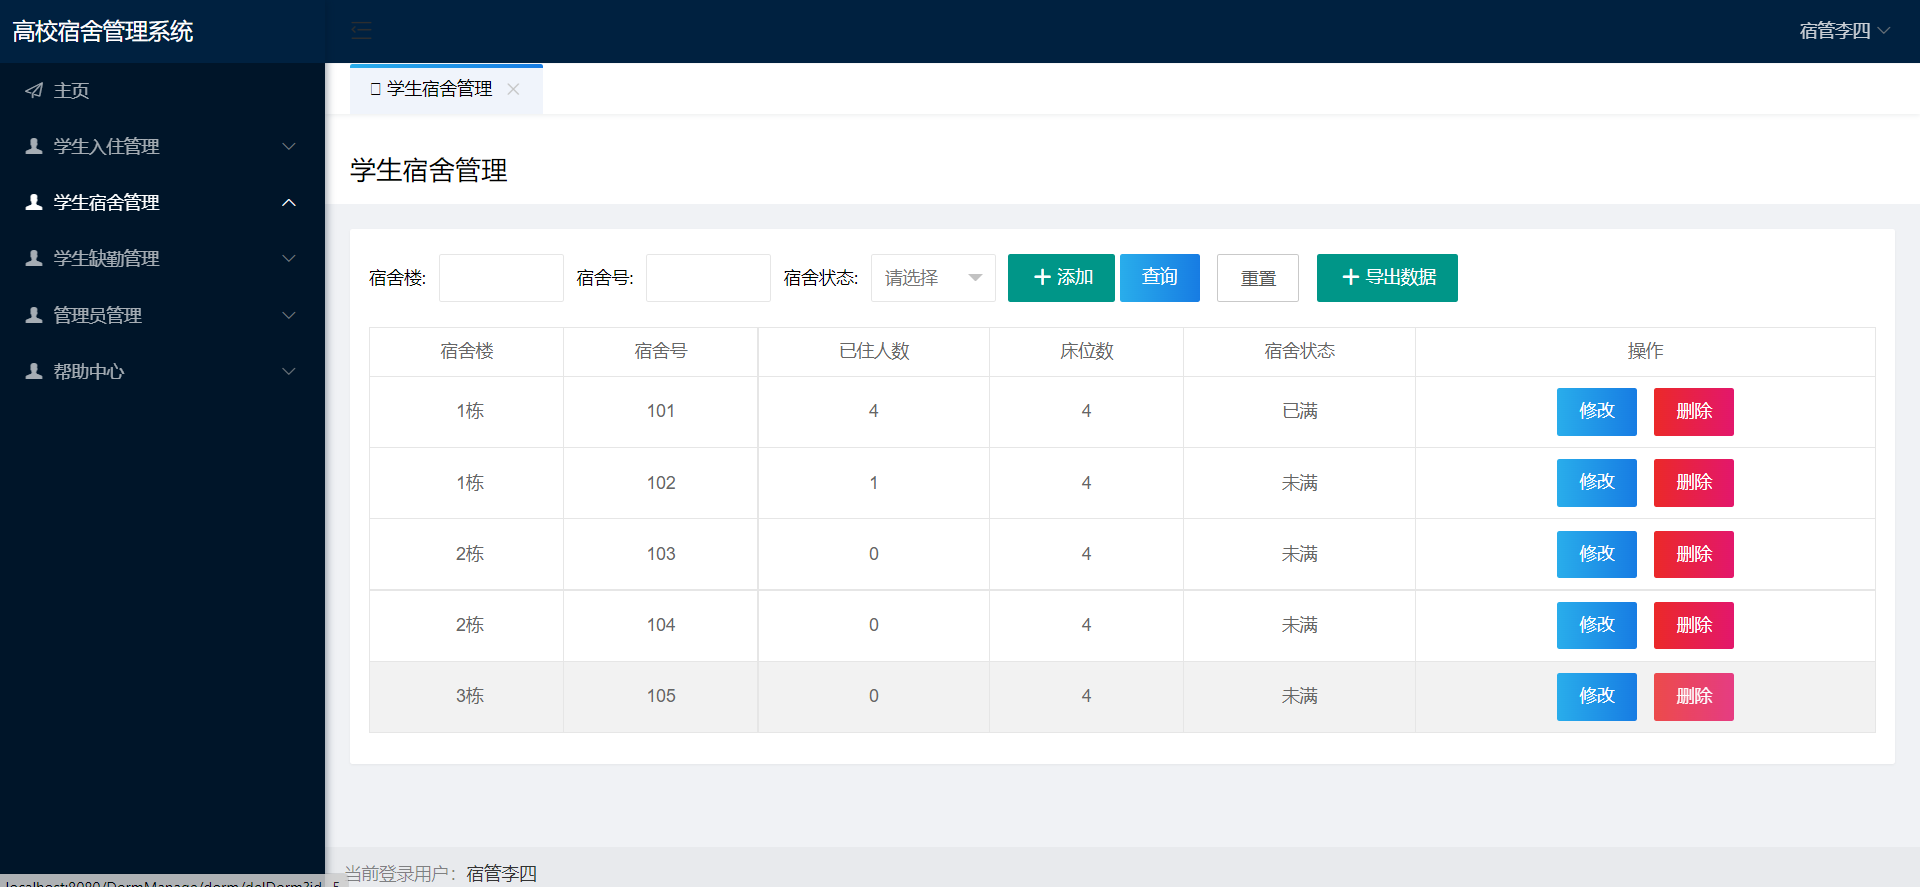 高校宿舍管理系统
宿管李四
主页
学生入住管理
学生宿舍管理
学生缺勤管理
管理员管理
帮助中心
学生宿舍管理
学生宿舍管理
宿舍楼: 宿舍号: 宿舍状态: 请选择 添加 查询 重置 导出数据
宿舍楼 宿舍号 已住人数 床位数 宿舍状态 操作
1栋 101 4 4 已满 修改 删除
1栋 102 1 4 未满 修改 删除
2栋 103 0 4 未满 修改 删除
2栋 104 0 4 未满 修改 删除
3栋 105 0 4 未满 修改 删除
当前登录用户：宿管李四
localhost:8080/DormManage/dorm/delDorm?id=5